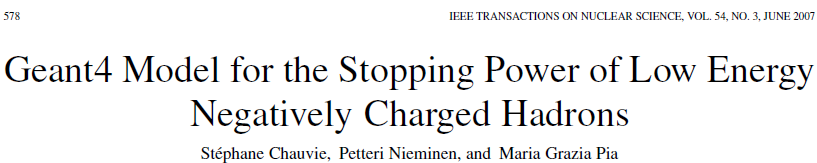 578 IEEE TRANSACTIONS ON NUCLEAR SCIENCE, VOL. 54, NO. 3, JUNE 2007
Geant4 Model for the Stopping Power of Low Energy
Negatively Charged Hadrons
Stéphane Chauvie, Petteri Nieminen, and Maria Grazia Pia